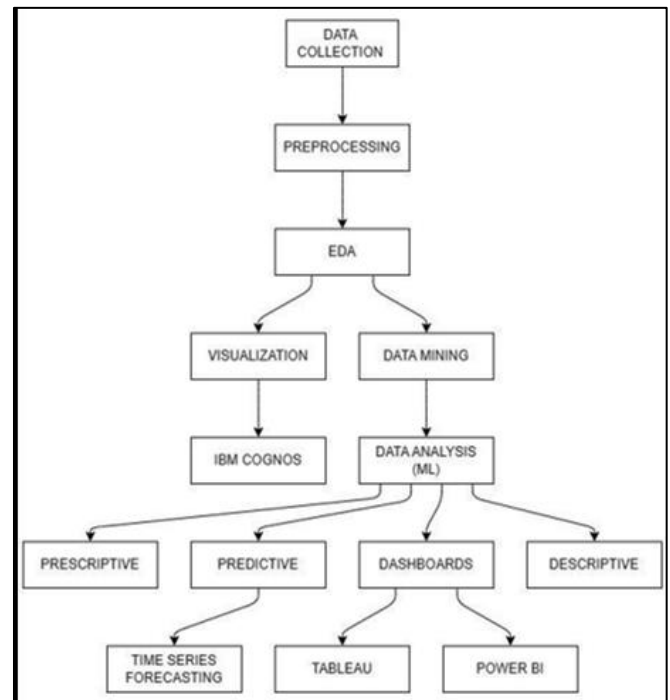 DATA
COLLECTION
PREPROCESSING
EDA
VISUALIZATION
DATA MINING
IBM COGNOS
DATA ANALYSIS
(ML)
PRESCRIPTIVE
PREDICTIVE
DASHBOARDS
DESCRIPTIVE
TIME SERIES
FORECASTING
TABLEAU
POWER BI